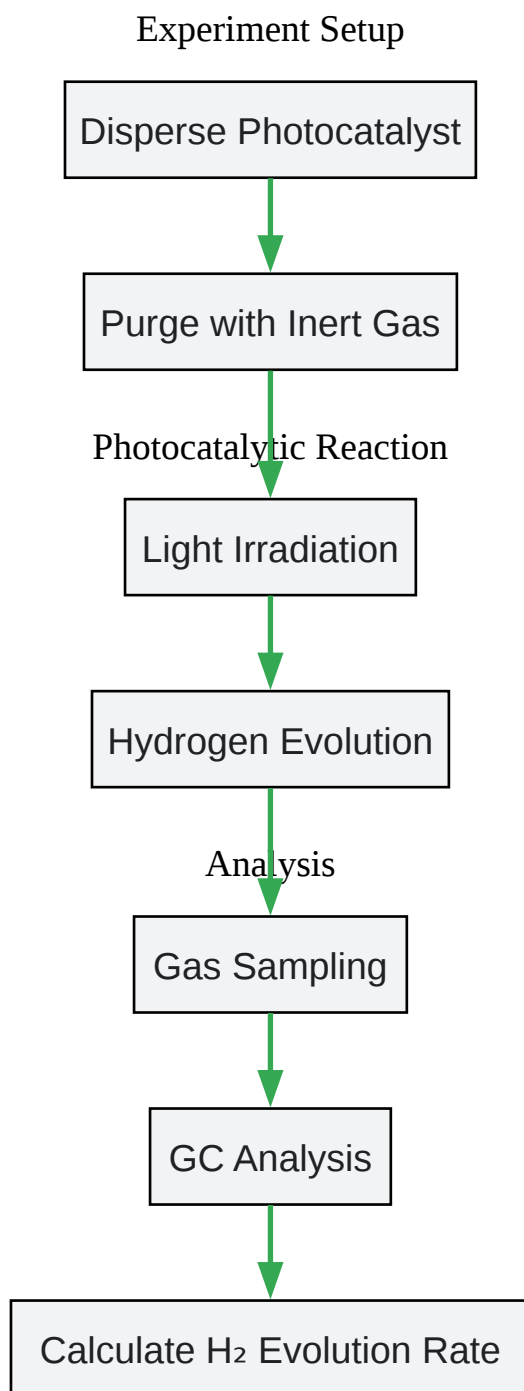 Experiment Setup
Disperse Photocatalyst
Purge with Inert Gas
Photocatalytic Reaction
Light Irradiation
Hydrogen Evolution
Analysis
Gas Sampling
GC Analysis
Calculate H₂ Evolution Rate